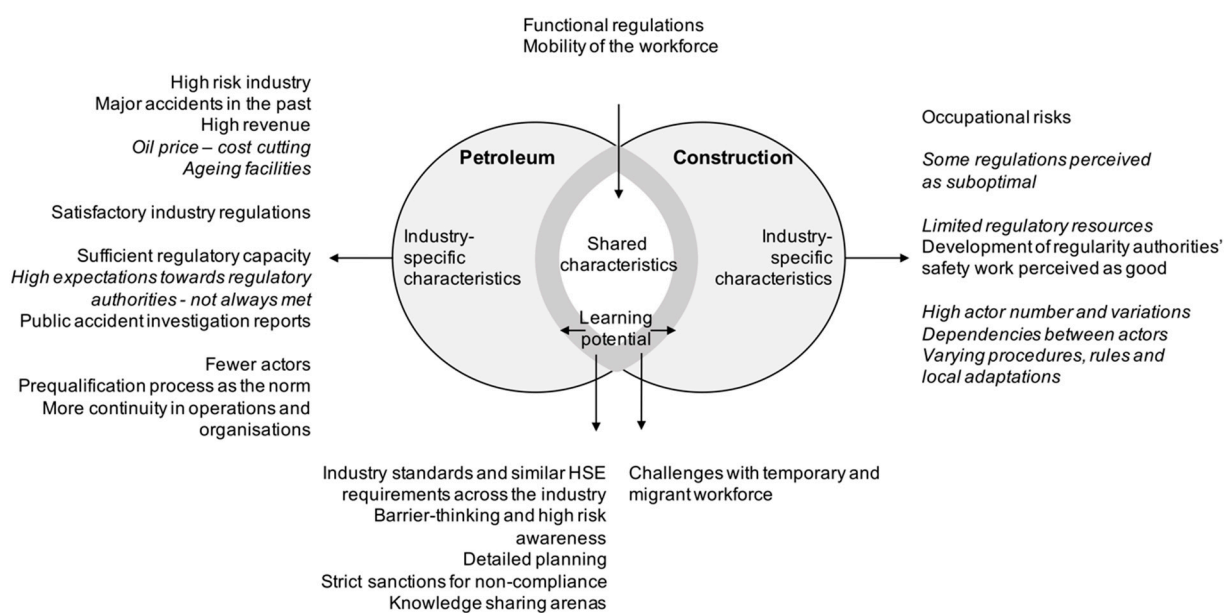 Functional regulations
Mobility of the workforce
High risk industry
Major accidents in the past
High revenue
Oil price – cost cutting
Ageing facilities
Satisfactory industry regulations
Sufficient regulatory capacity
High expectations towards regulatory
authorities - not always met
Public accident investigation reports
Fewer actors
Prequalification process as the norm
More continuity in operations and
organisations
Petroleum
Industry-
specific
characteristics
Shared
characteristics
Learning
potential
Construction
Industry-
specific
characteristics
Occupational risks
Some regulations perceived
as suboptimal
Limited regulatory resources
Development of regularity authorities’
safety work perceived as good
High actor number and variations
Dependencies between actors
Varying procedures, rules and
local adaptations
Industry standards and similar HSE
requirements across the industry
Barrier-thinking and high risk
awareness
Detailed planning
Strict sanctions for non-compliance
Knowledge sharing arenas
Challenges with temporary and
migrant workforce